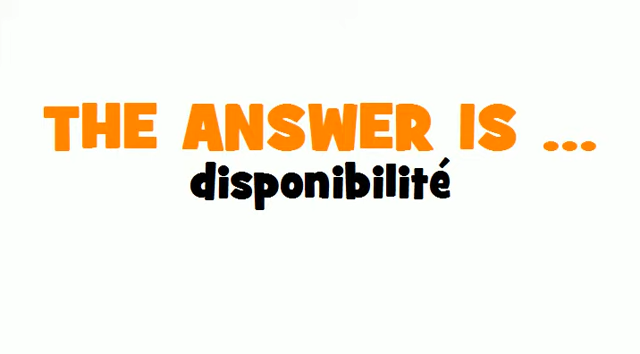 THE ANSWER IS ...
disponibilité